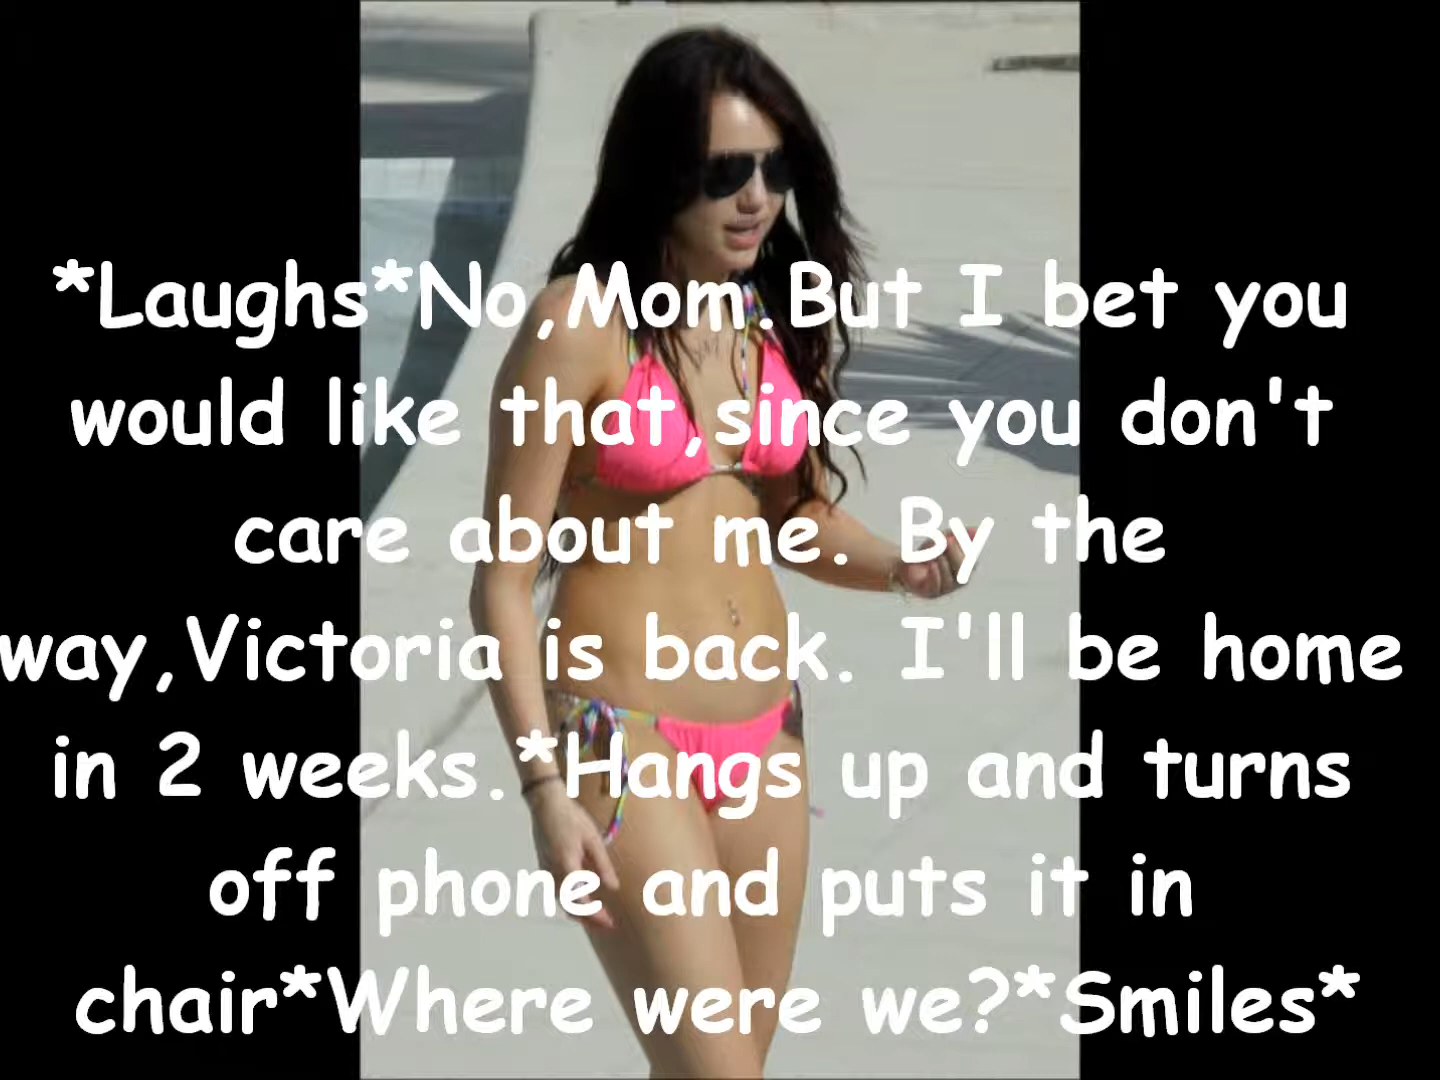 *Laughs*No,Mom.But I bet you
would like that,since you don't
care about me. By the
way,Victoria is back. I'll be home
in 2 weeks.*Hangs up and turns
off phone and puts it in
chair*Where were we?*Smiles*